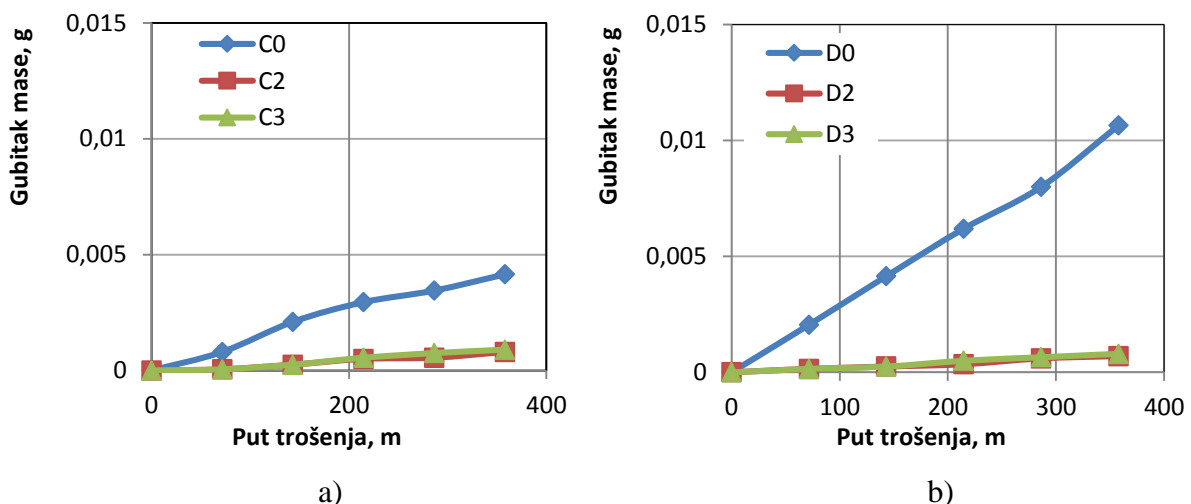 Gubitak mase, g
0,015
0,01
0,005
0
C0
C2
C3
0 200 400
Put trošenja, m
a)
Gubitak mase, g
0,015
0,01
0,005
0
D0
D2
D3
0 100 200 300 400
Put trošenja, m
b)